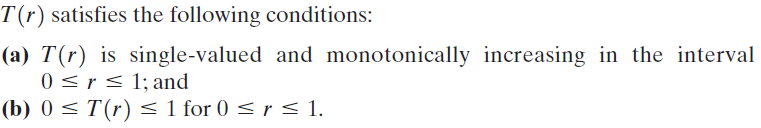 T(r) satisfies the following conditions:
(a) T(r) is single-valued and monotonically increasing in the interval
0 ≤ r ≤ 1; and
(b) 0 ≤ T(r) ≤ 1 for 0 ≤ r ≤ 1.